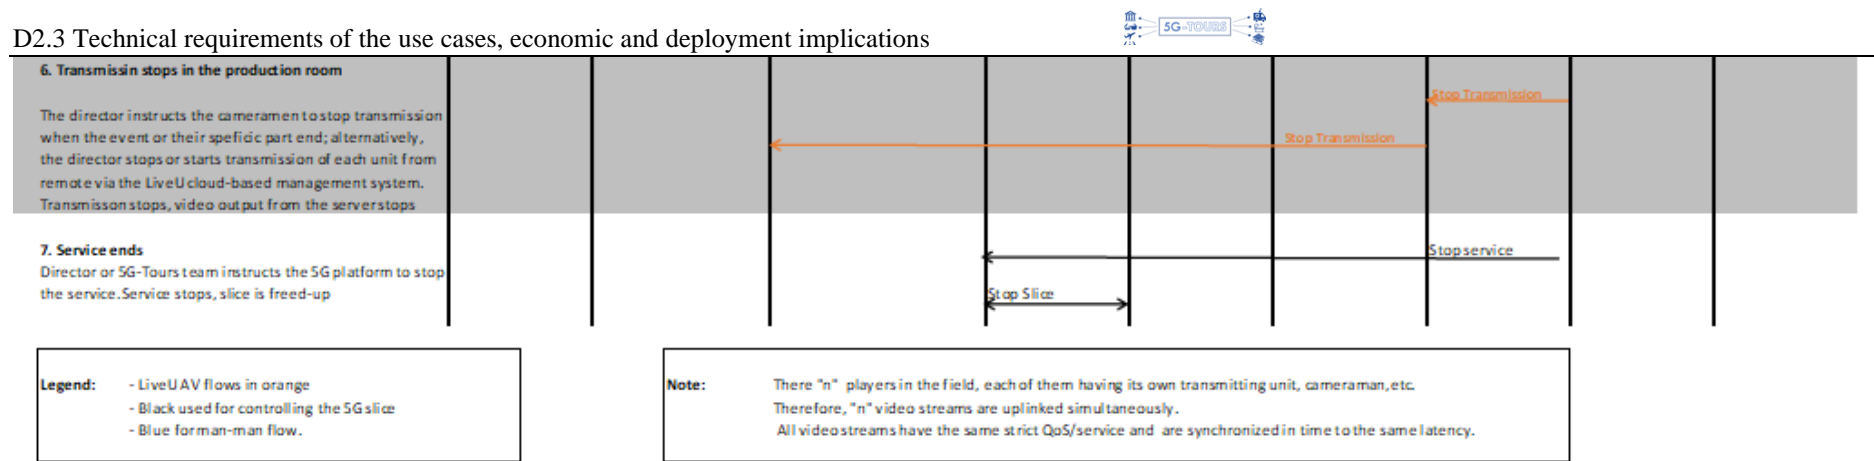 5G-TOURS
D2.3 Technical requirements of the use cases, economic and deployment implications
6. Transmissin stops in the production room
Stop Transmission
The director instructs the cameramen to stop transmission
when the event or their speficic part end; alternatively,
Stop Transmission
the director stops or starts transmission of each unit from
remote via the LiveU cloud-based management system.
Transmisson stops, video output from the server stops
7. Service ends
Stop service
Director or 5G-Tours team instructs the 5G platform to stop
the service.Service stops, slice is freed-up
Stop Slice
Legend: - LiveU AV flows in orange
- Black used for controlling the 5G slice
- Blue for man-man flow.
Note: There "n" players in the field, each of them having its own transmitting unit, cameraman,etc.
Therefore, "n" video streams are uplinked simultaneously.
All video streams have the same strict QoS/service and are synchronized in time to the same latency.